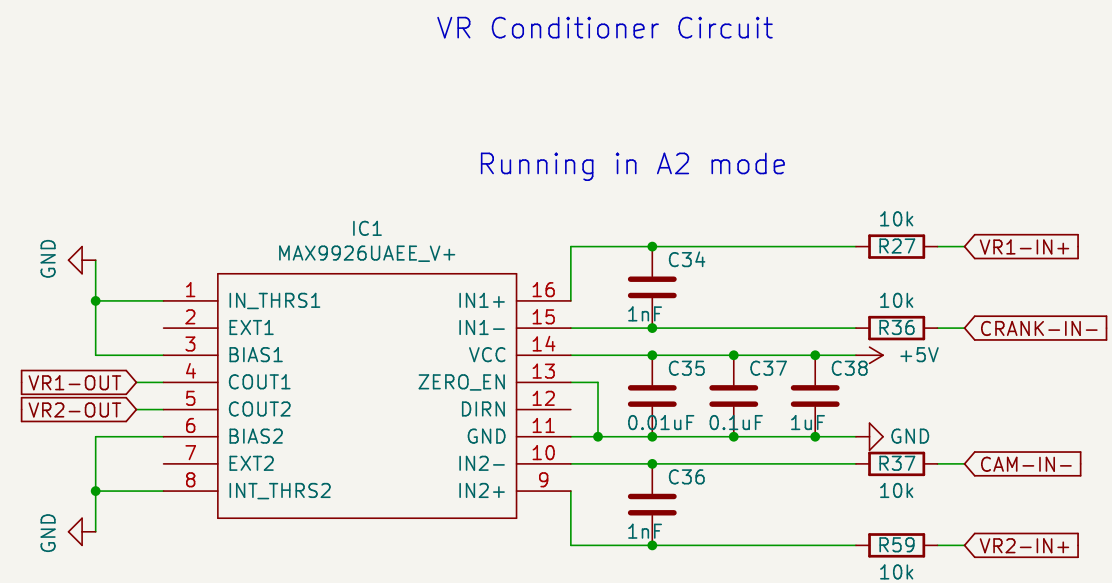 VR Conditioner Circuit
Running in A2 mode
IC1
MAX9926UAEE_V+
GND
1 IN_THRS1
2 EXT1
3 BIAS1
4 COUT1
5 COUT2
6 BIAS2
7 EXT2
8 INT_THRS2
VR1-OUT
VR2-OUT
GND
IN1+ 16
IN1- 15
VCC 14
ZERO_EN 13
DIRN 12
GND 11
IN2- 10
IN2+ 9
C34
1nF
10k
R27
VR1-IN+
10k
R36
CRANK-IN-
+5V
C35
0.01uF
C37
0.1uF
C38
1uF
GND
R37
10k
CAM-IN-
C36
1nF
R59
10k
VR2-IN+